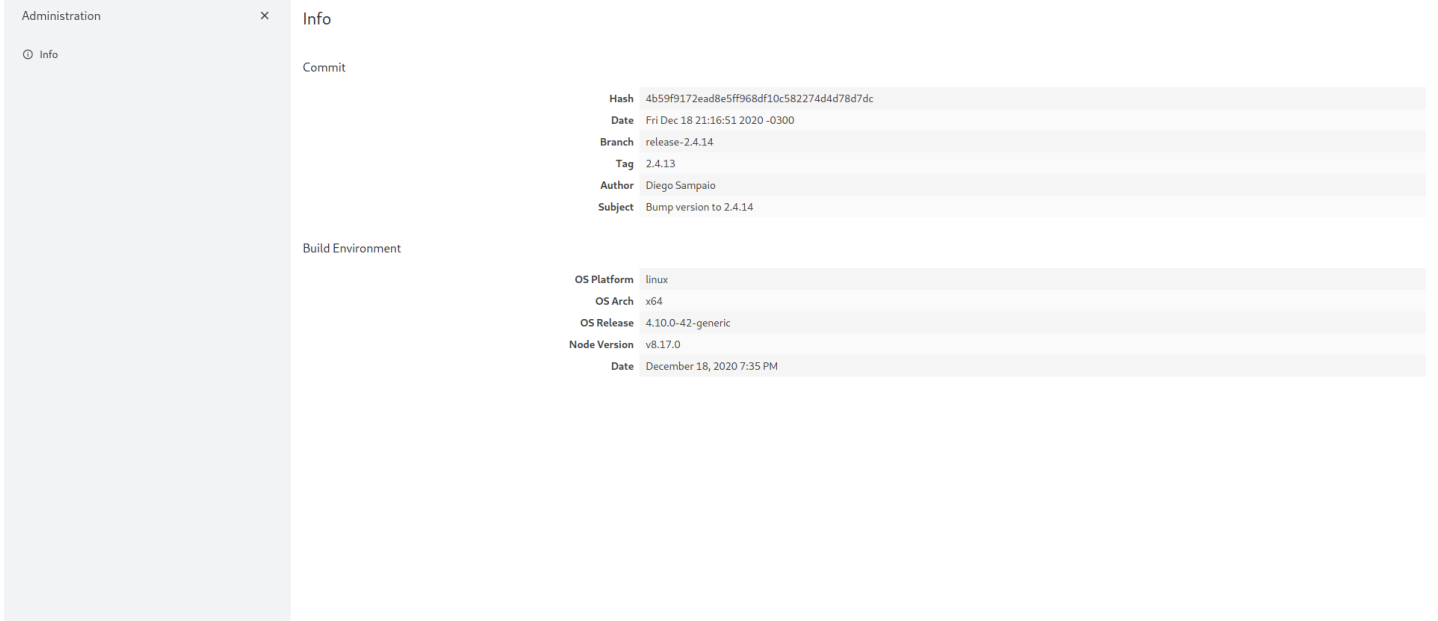 Administration ✕
Info
Info
Commit
Hash 4b59f9172ead8e5ff968df10c582274d4d78d7dc
Date Fri Dec 18 21:16:51 2020 -0300
Branch release-2.4.14
Tag 2.4.13
Author Diego Sampaio
Subject Bump version to 2.4.14
Build Environment
OS Platform linux
OS Arch x64
OS Release 4.10.0-42-generic
Node Version v8.17.0
Date December 18, 2020 7:35 PM